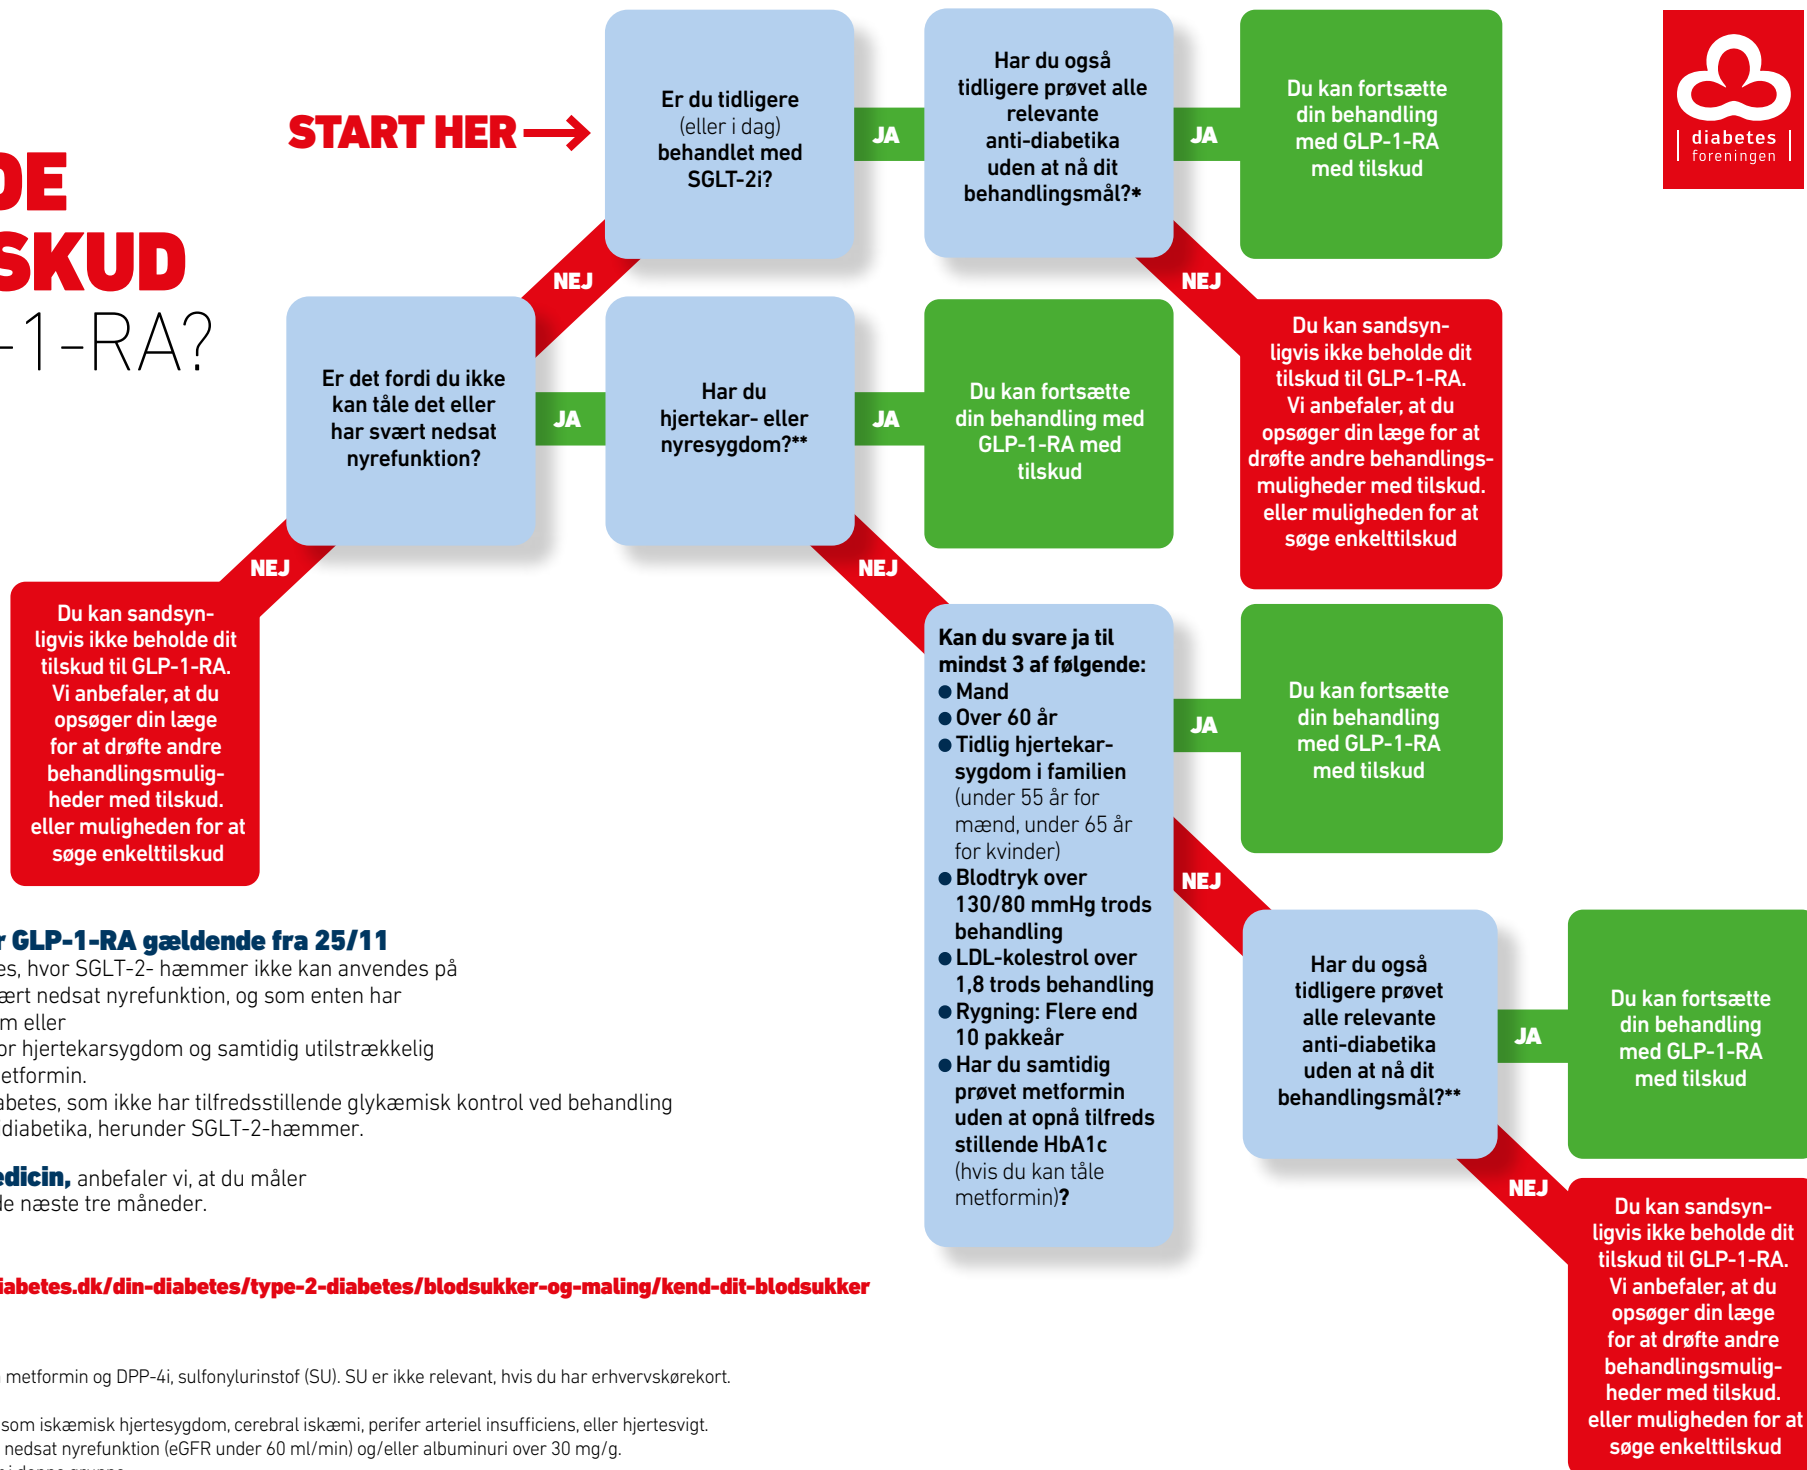 DE
SKUD
-1-RA?
START HER
Er du tidligere
(eller i dag)
behandlet med
SGLT-2i?
JA
Har du også
tidligere prøvet alle
relevante
anti-diabetika
uden at nå dit
behandlingsmål?*
JA
Du kan fortsætte
din behandling
med GLP-1-RA
med tilskud
diabetes
foreningen
NEJ
NEJ
Er det fordi du ikke
kan tåle det eller
har svært nedsat
nyrefunktion?
JA
Har du
hjertekar- eller
nyresygdom?**
JA
Du kan fortsætte
din behandling med
GLP-1-RA med
tilskud
Du kan sandsyn-
ligvis ikke beholde dit
tilskud til GLP-1-RA.
Vi anbefaler, at du
opsøger din læge for at
drøfte andre behandlings-
muligheder med tilskud.
eller muligheden for at
søge enkelttilskud
NEJ
NEJ
Du kan sandsyn-
ligvis ikke beholde dit
tilskud til GLP-1-RA.
Vi anbefaler, at du
opsøger din læge
for at drøfte andre
behandlingsmulig-
heder med tilskud.
eller muligheden for at
søge enkelttilskud
Kan du svare ja til
mindst 3 af følgende:
● Mand
● Over 60 år
● Tidlig hjertekar-
sygdom i familien
(under 55 år for
mænd, under 65 år
for kvinder)
● Blodtryk over
130/80 mmHg trods
behandling
● LDL-kolestrol over
1,8 trods behandling
● Rygning: Flere end
10 pakkeår
● Har du samtidig
prøvet metformin
uden at opnå tilfreds
stillende HbA1c
(hvis du kan tåle
metformin)?
JA
Du kan fortsætte
din behandling
med GLP-1-RA
med tilskud
NEJ
Har du også
tidligere prøvet
alle relevante
anti-diabetika
uden at nå dit
behandlingsmål?**
JA
Du kan fortsætte
din behandling
med GLP-1-RA
med tilskud
NEJ
Du kan sandsyn-
ligvis ikke beholde dit
tilskud til GLP-1-RA.
Vi anbefaler, at du
opsøger din læge
for at drøfte andre
behandlingsmulig-
heder med tilskud.
eller muligheden for at
søge enkelttilskud
r GLP-1-RA gældende fra 25/11
es, hvor SGLT-2- hæmmer ikke kan anvendes på
ært nedsat nyrefunktion, og som enten har
m eller
or hjertekarsygdom og samtidig utilstrækkelig
etformin.
abetes, som ikke har tilfredsstillende glykæmisk kontrol ved behandling
idiabetika, herunder SGLT-2-hæmmer.
edicin, anbefaler vi, at du måler
de næste tre måneder.
iabetes.dk/din-diabetes/type-2-diabetes/blodsukker-og-maling/kend-dit-blodsukker
metformin og DPP-4i, sulfonylurinstof (SU). SU er ikke relevant, hvis du har erhvervskørekort.
som iskæmisk hjertesygdom, cerebral iskæmi, perifer arteriel insufficiens, eller hjertesvigt.
nedsat nyrefunktion (eGFR under 60 ml/min) og/eller albuminuri over 30 mg/g.